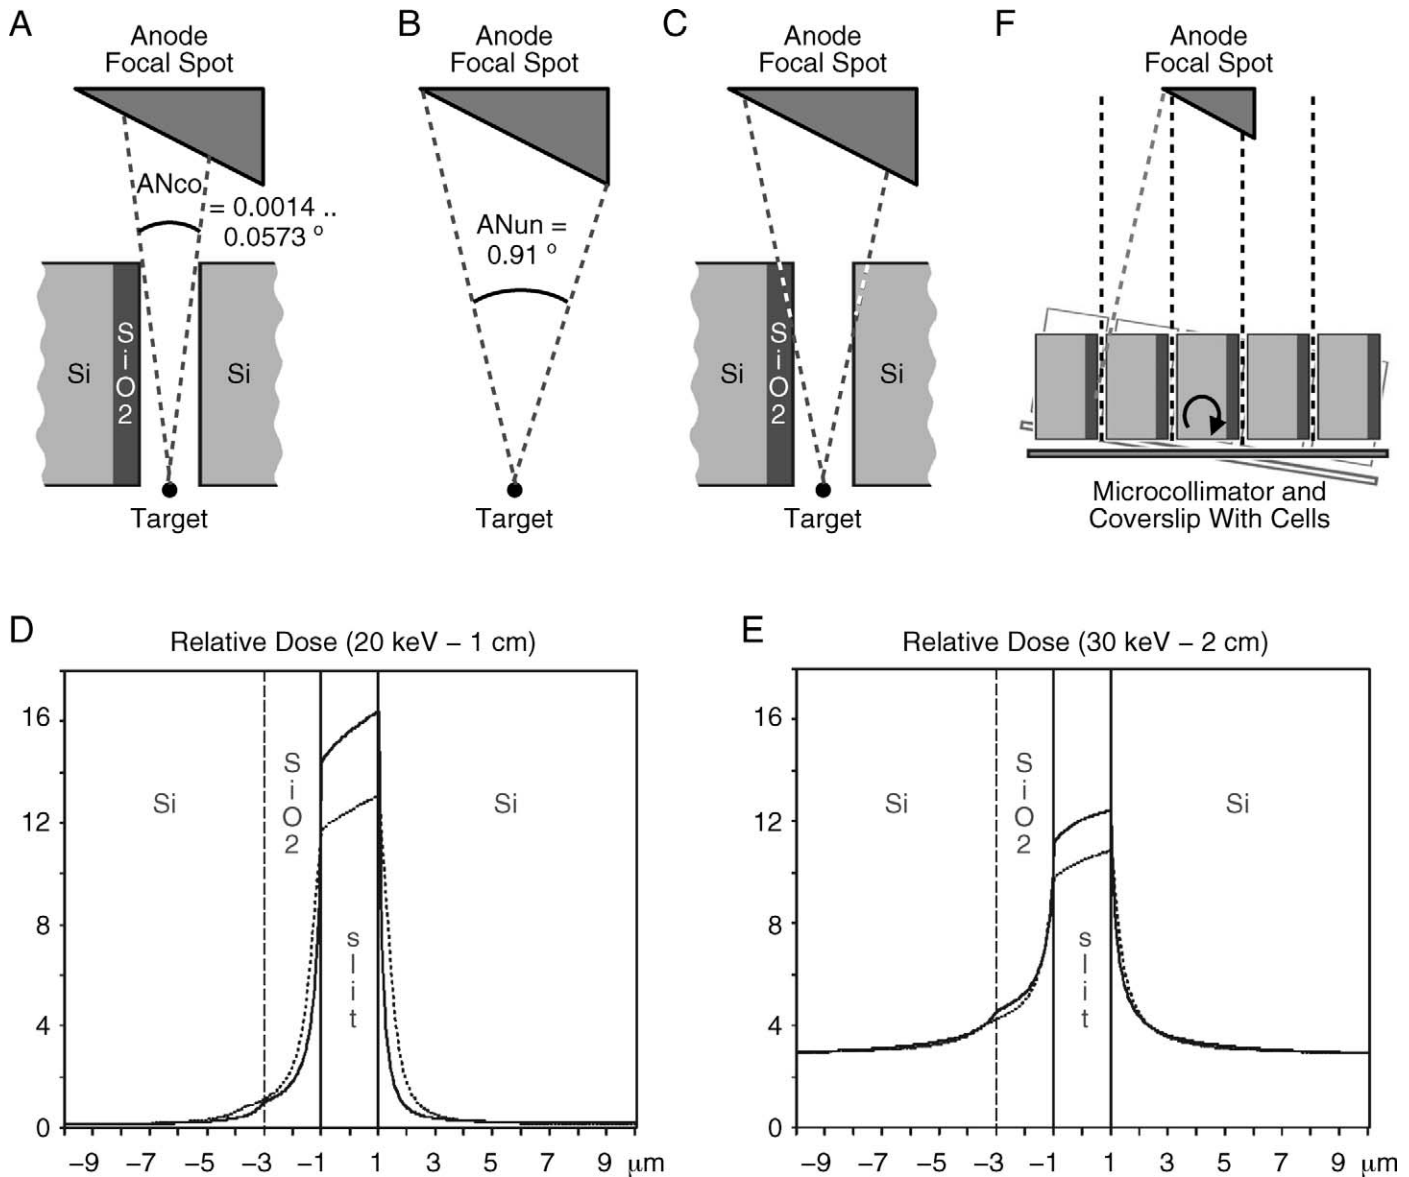 A
Anode
Focal Spot
ANco
= 0.0014 ..
0.0573 º
Si
SiO2
Si
Target
B
Anode
Focal Spot
ANun =
0.91 º
Target
C
Anode
Focal Spot
Si
SiO2
Si
Target
F
Anode
Focal Spot
Microcollimator and
Coverslip With Cells
D
Relative Dose (20 keV – 1 cm)
16
12
8
4
0
Si
SiO2
slit
Si
–9 –7 –5 –3 –1 1 3 5 7 9 μm
E
Relative Dose (30 keV – 2 cm)
16
12
8
4
0
Si
SiO2
slit
Si
–9 –7 –5 –3 –1 1 3 5 7 9 μm